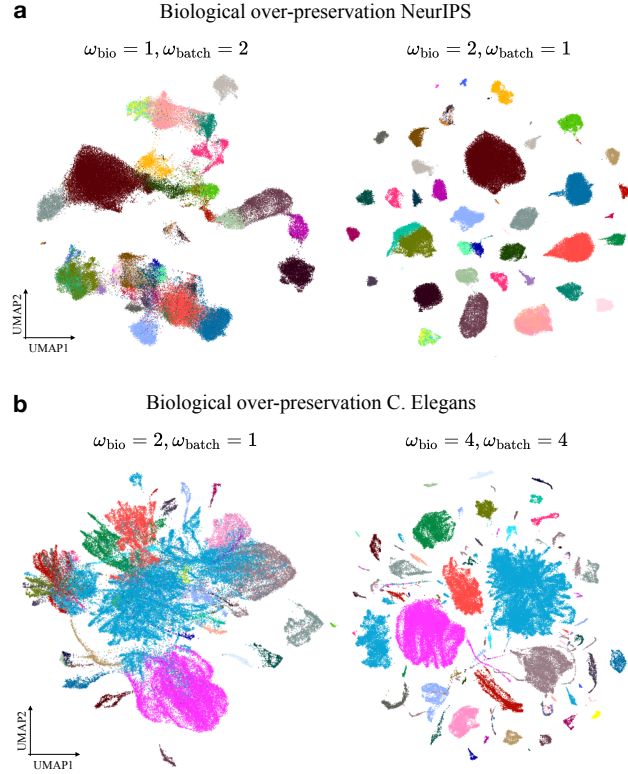 a
Biological over-preservation NeurIPS
ω_bio = 1, ω_batch = 2
ω_bio = 2, ω_batch = 1
UMAP2
UMAP1
b
Biological over-preservation C. Elegans
ω_bio = 2, ω_batch = 1
ω_bio = 4, ω_batch = 4
UMAP2
UMAP1